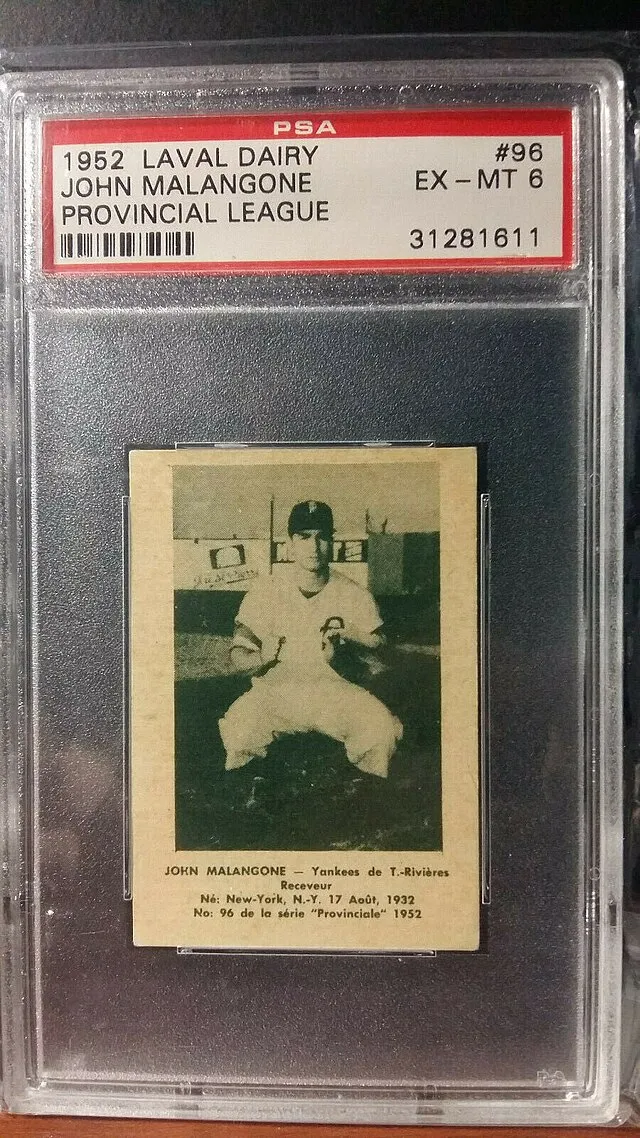 PSA
1952 LAVAL DAIRY #96
JOHN MALANGONE EX-MT 6
PROVINCIAL LEAGUE
31281611
JOHN MALANGONE — Yankees de T.-Rivières
Receveur
Né: New-York, N.-Y. 17 Août, 1932
No: 96 de la série "Provinciale" 1952